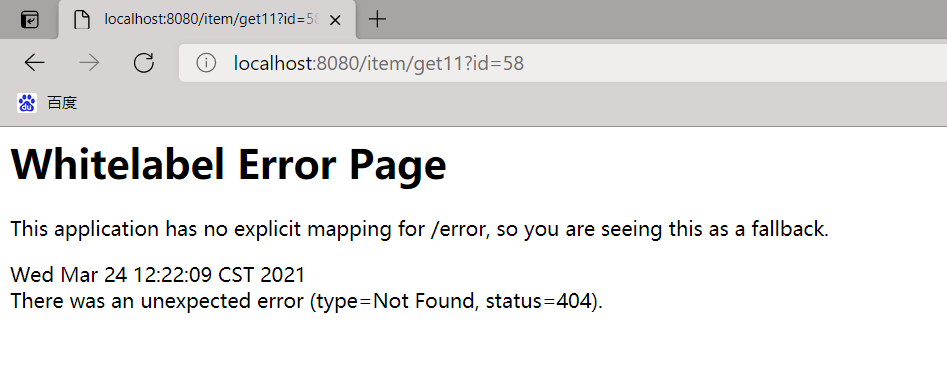 localhost:8080/item/get11?id=58
localhost:8080/item/get11?id=58
百度
Whitelabel Error Page
This application has no explicit mapping for /error, so you are seeing this as a fallback.
Wed Mar 24 12:22:09 CST 2021
There was an unexpected error (type=Not Found, status=404).